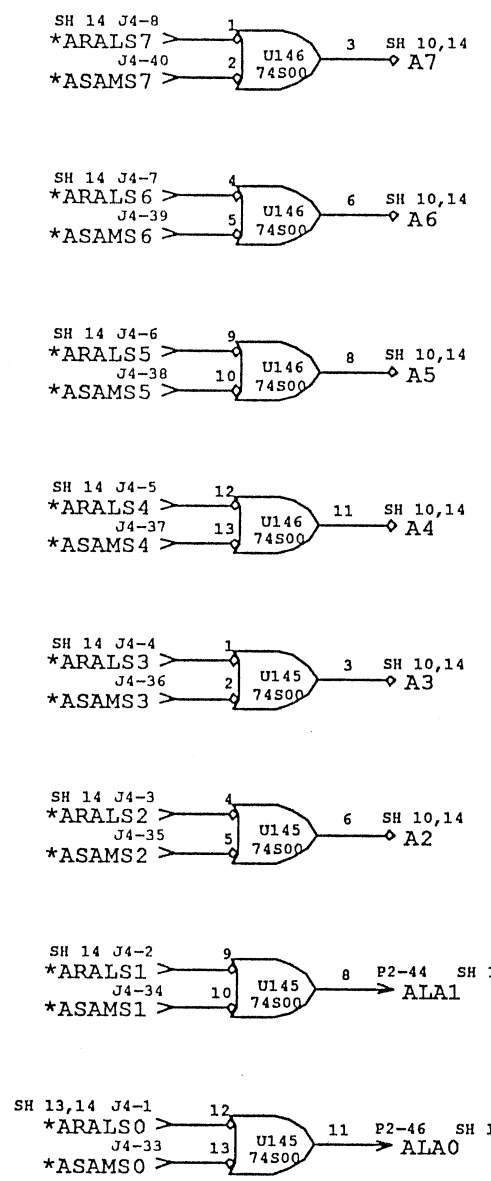 SH 14 J4-8
*ARALS7 1
J4-40 2 U146 3 SH 10,14
*ASAMS7 74S00 A7
SH 14 J4-7
*ARALS6 4
J4-39 5 U146 6 SH 10,14
*ASAMS6 74S00 A6
SH 14 J4-6
*ARALS5 9
J4-38 10 U146 8 SH 10,14
*ASAMS5 74S00 A5
SH 14 J4-5
*ARALS4 12
J4-37 13 U146 11 SH 10,14
*ASAMS4 74S00 A4
SH 14 J4-4
*ARALS3 1
J4-36 2 U145 3 SH 10,14
*ASAMS3 74S00 A3
SH 14 J4-3
*ARALS2 4
J4-35 5 U145 6 SH 10,14
*ASAMS2 74S00 A2
SH 14 J4-2
*ARALS1 9
J4-34 10 U145 8 P2-44 SH
*ASAMS1 74S00 ALA1
SH 13,14 J4-1
*ARALS0 12
J4-33 13 U145 11 P2-46 SH
*ASAMS0 74S00 ALA0